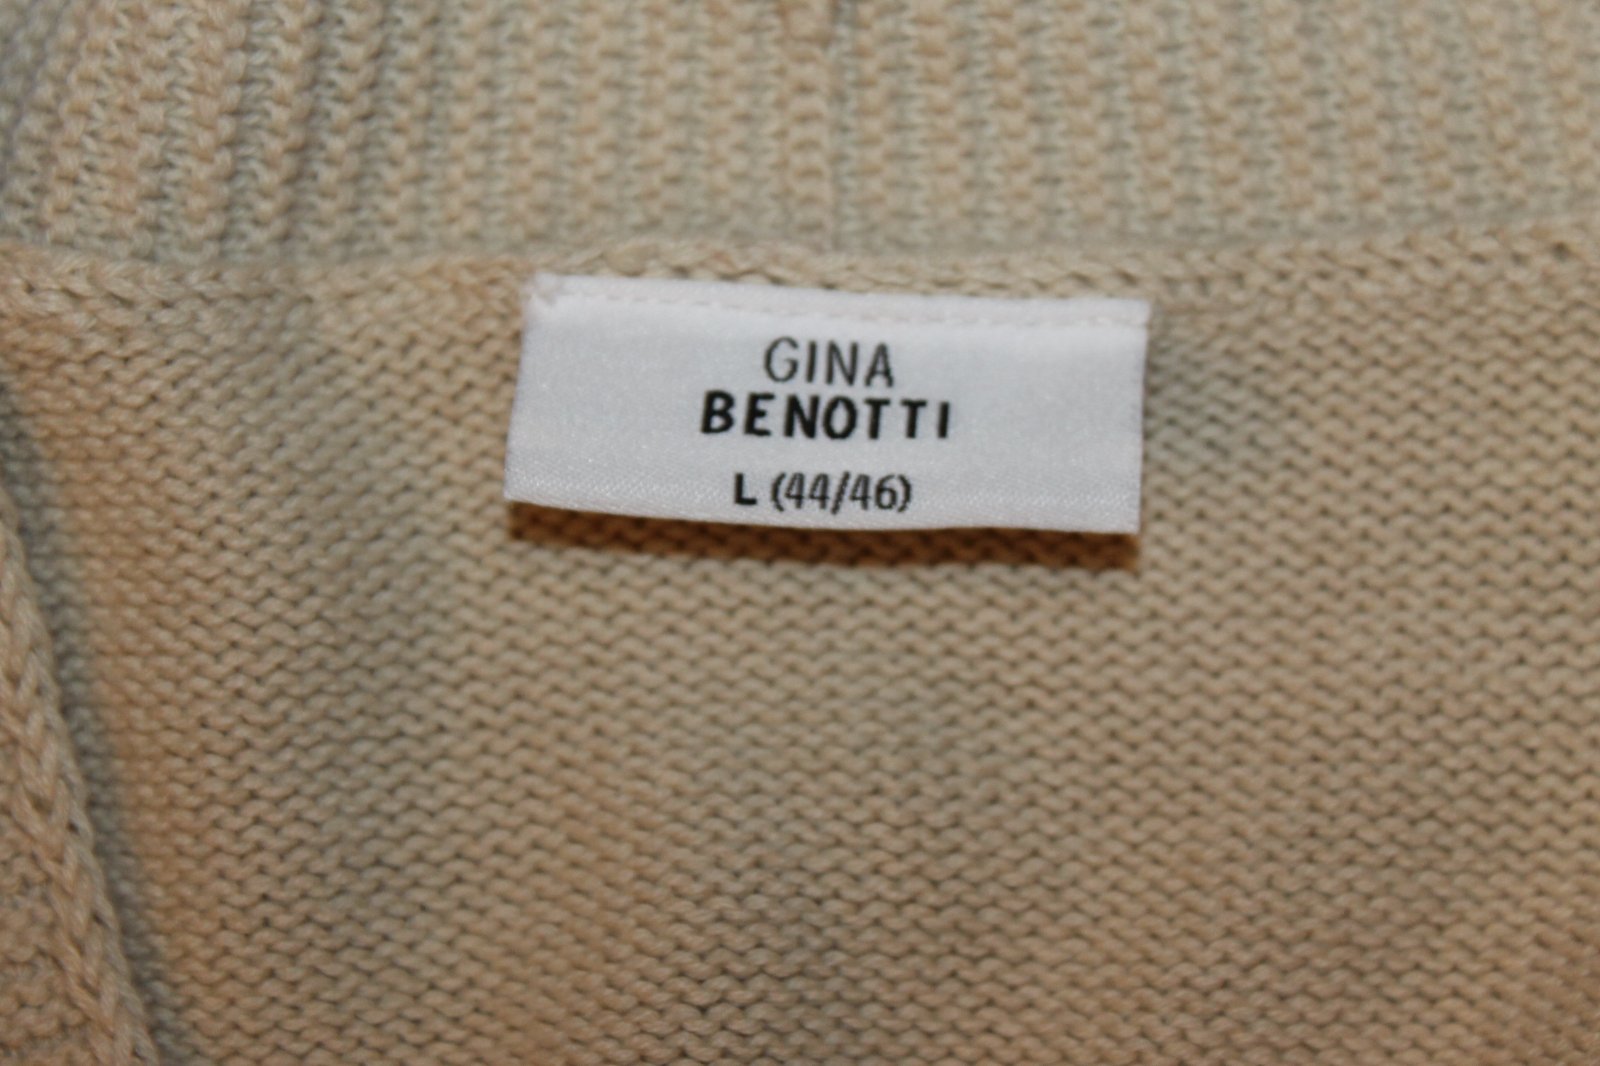 GINA
BENOTTI
L (44/46)